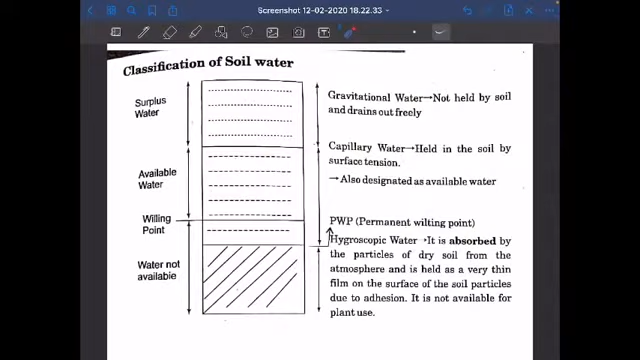 Screenshot 12-02-2020 18.22.33
Classification of Soil water
Surplus
Water
Gravitational Water→Not held by soil
and drains out freely
Capillary Water→Held in the soil by
surface tension.
→Also designated as available water
Available
Water
Willing
Point
PWP (Permanent wilting point)
Hygroscopic Water →It is absorbed by
the particles of dry soil from the
atmosphere and is held as a very thin
film on the surface of the soil particles
due to adhesion. It is not available for
plant use.
Water not
available